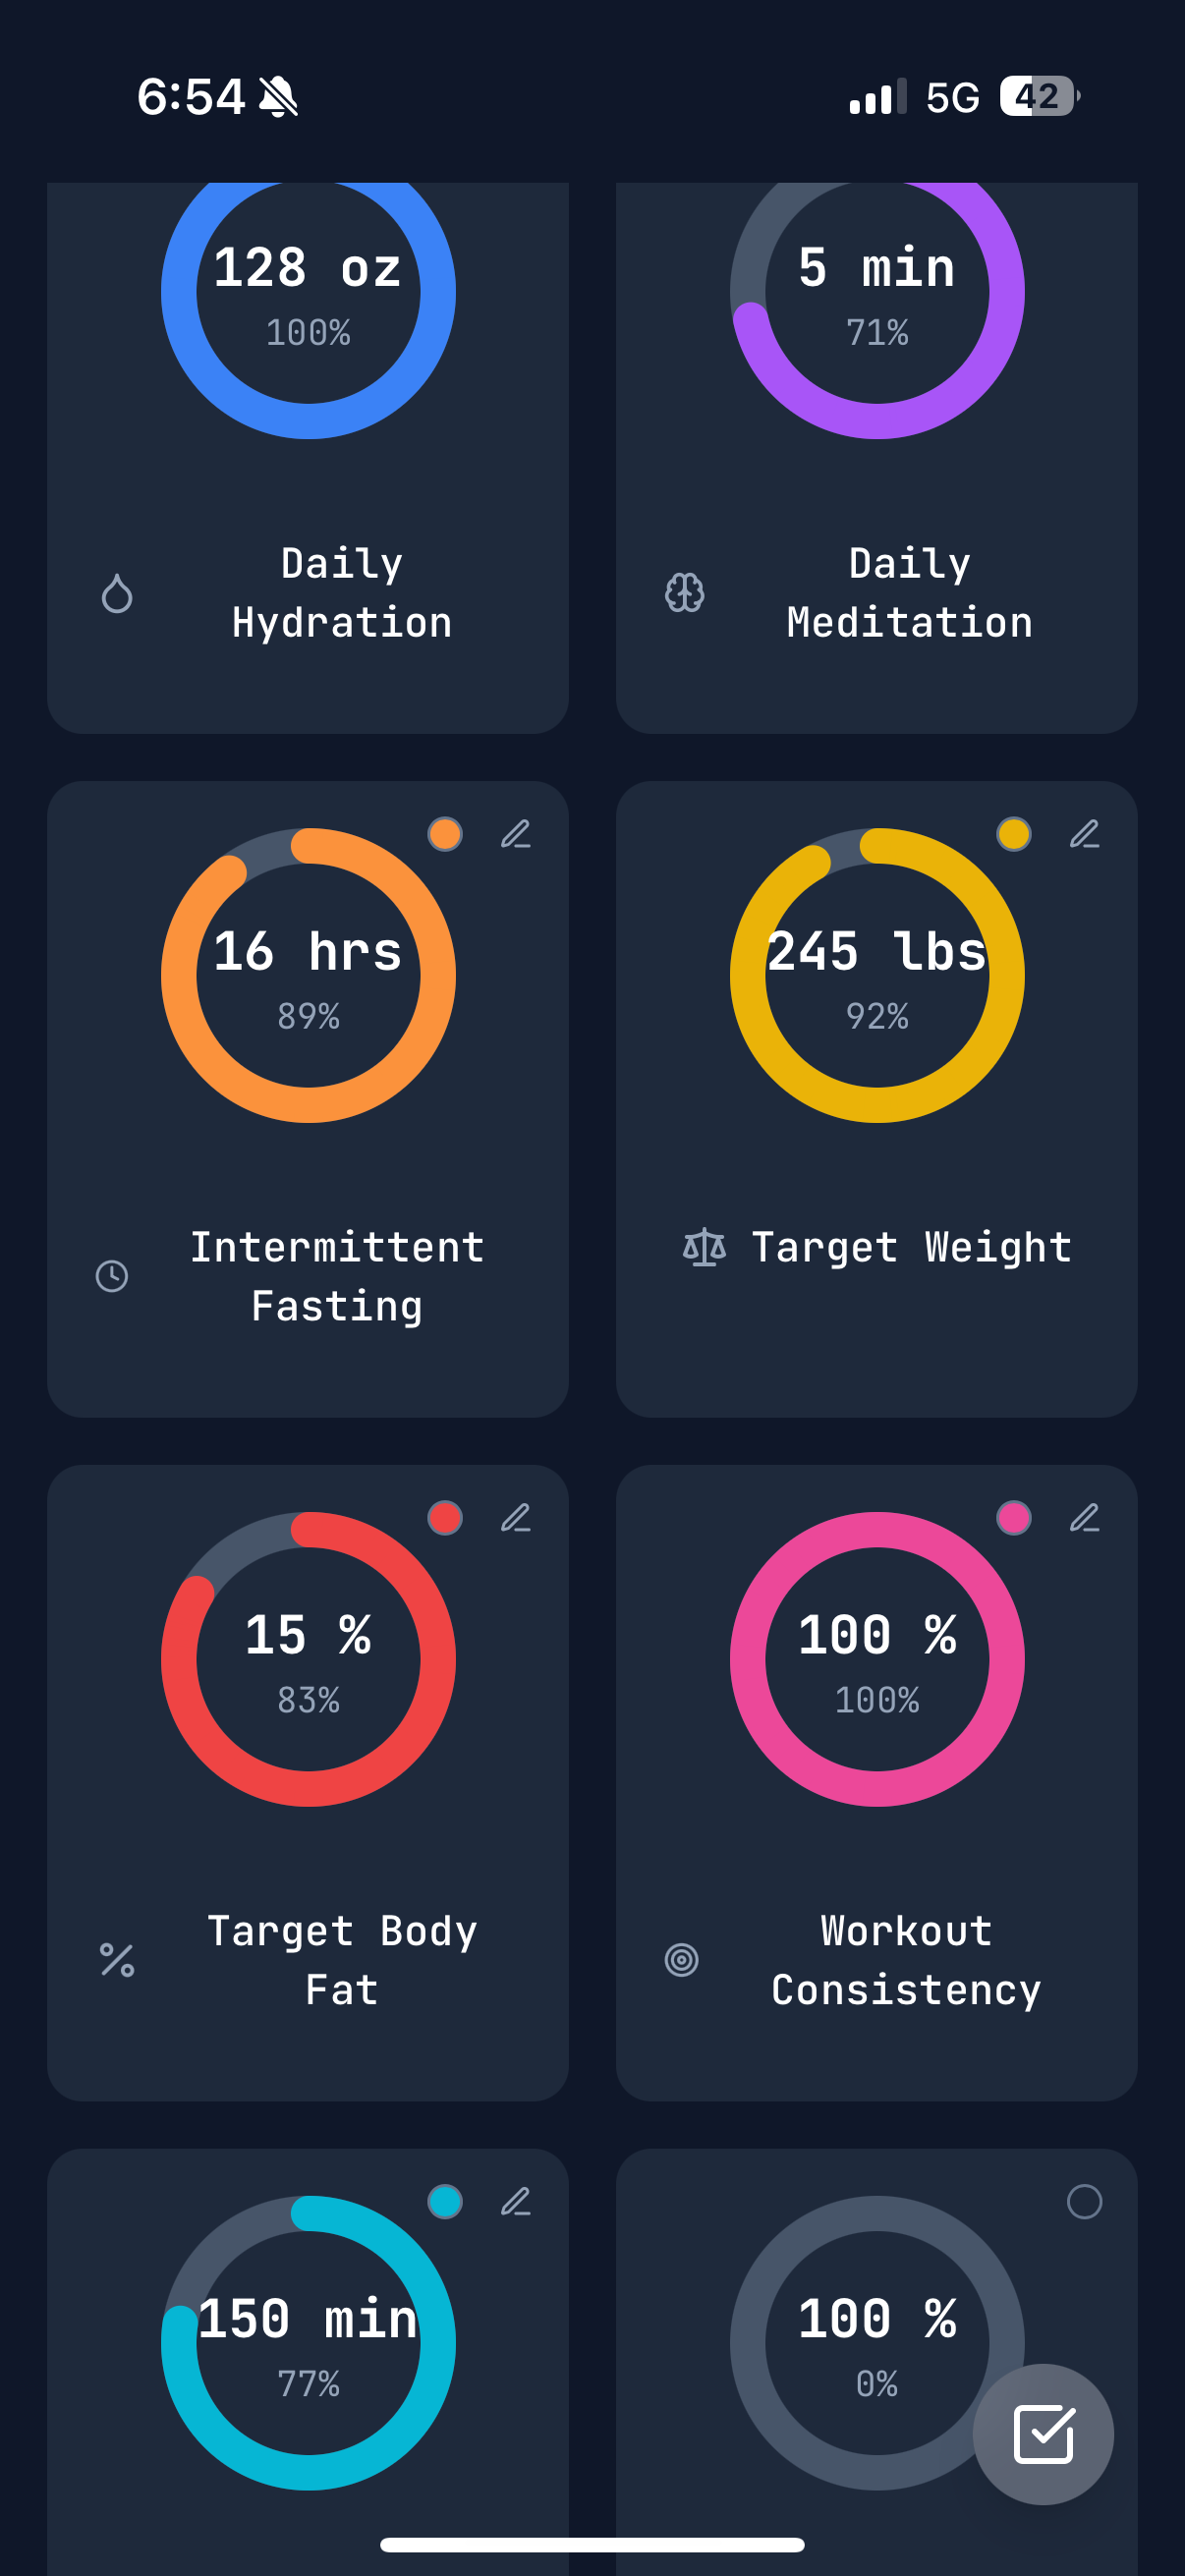 6:54 5G 42
128 oz
100%
Daily
Hydration
5 min
71%
Daily
Meditation
16 hrs
89%
Intermittent
Fasting
245 lbs
92%
Target Weight
15 %
83%
Target Body
Fat
100 %
100%
Workout
Consistency
150 min
77%
100 %
0%